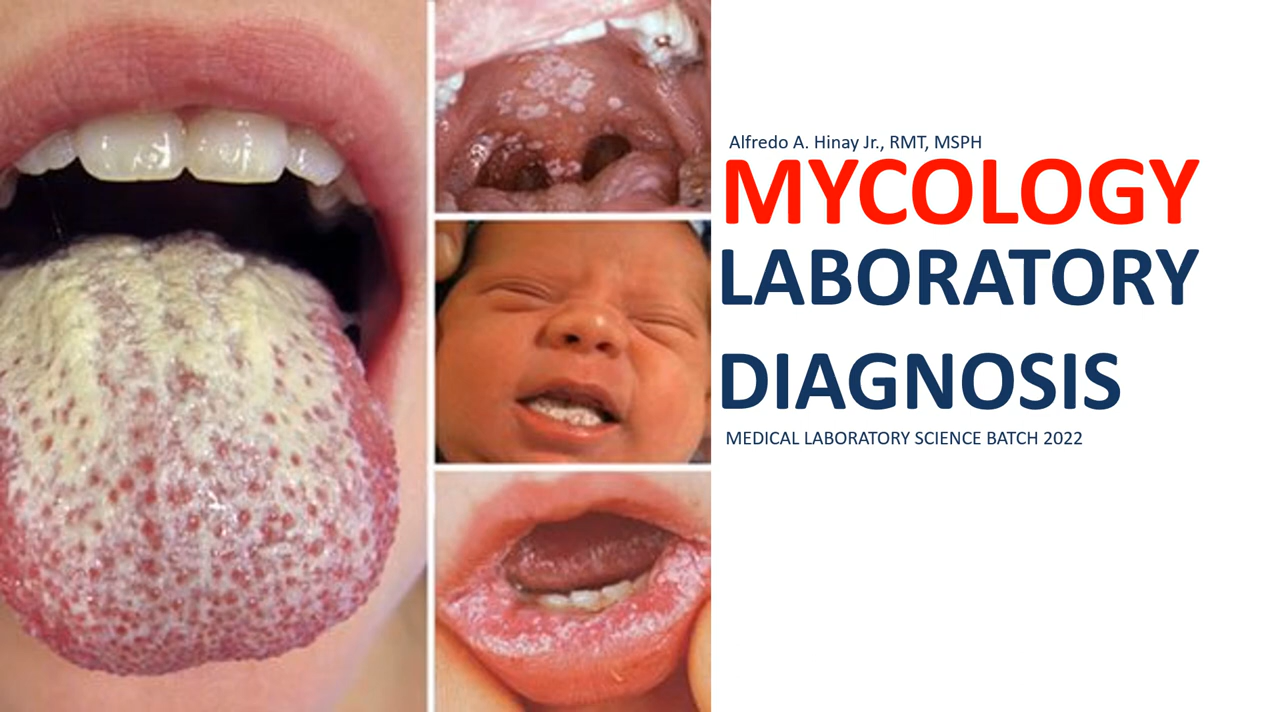 Alfredo A. Hinay Jr., RMT, MSPH
MYCOLOGY
LABORATORY
DIAGNOSIS
MEDICAL LABORATORY SCIENCE BATCH 2022